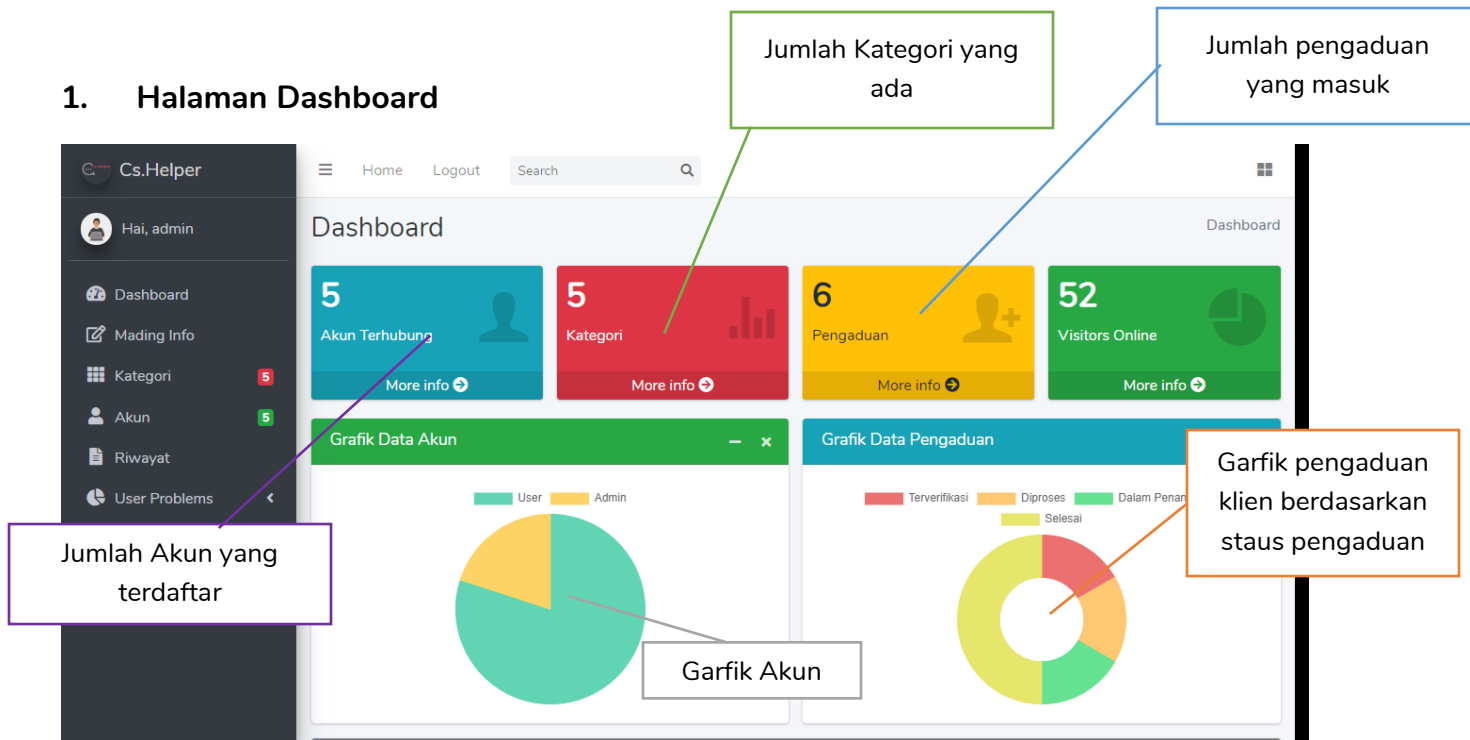 Jumlah Kategori yang
ada
Jumlah pengaduan
yang masuk
1. Halaman Dashboard
Cs.Helper
Home Logout Search
Hai, admin
Dashboard
Dashboard
Dashboard
Mading Info
Kategori 5
Akun 5
Riwayat
User Problems
5
Akun Terhubung
More info
5
Kategori
More info
6
Pengaduan
More info
52
Visitors Online
More info
Grafik Data Akun
User Admin
Grafik Data Pengaduan
Terverifikasi Diproses Dalam Penan
Selesai
Garfik pengaduan
klien berdasarkan
staus pengaduan
Jumlah Akun yang
terdaftar
Garfik Akun